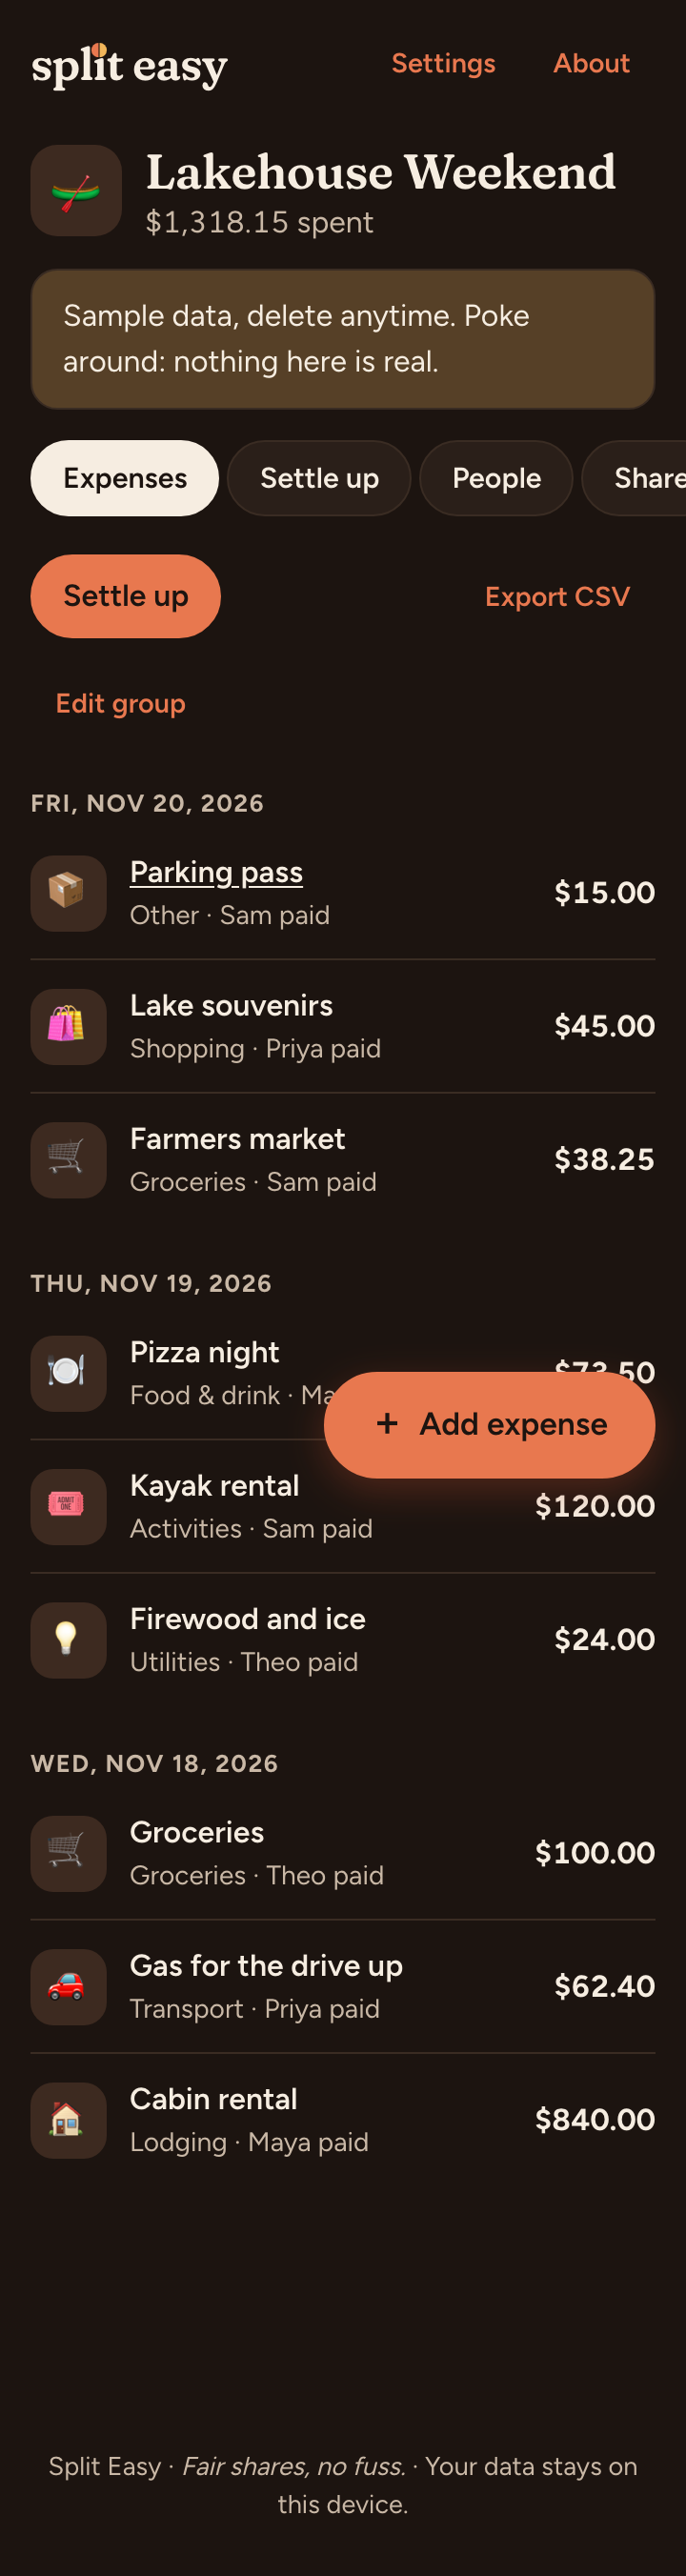 split easy
Settings
About
Lakehouse Weekend
$1,318.15 spent
Sample data, delete anytime. Poke
around: nothing here is real.
Expenses
Settle up
People
Share
Settle up
Export CSV
Edit group
FRI, NOV 20, 2026
Parking pass
$15.00
Other · Sam paid
Lake souvenirs
$45.00
Shopping · Priya paid
Farmers market
$38.25
Groceries · Sam paid
THU, NOV 19, 2026
Pizza night
$73.50
Food & drink ·
+ Add expense
Kayak rental
$120.00
Activities · Sam paid
ADMIT
ONE
Firewood and ice
$24.00
Utilities · Theo paid
WED, NOV 18, 2026
Groceries
$100.00
Groceries · Theo paid
Gas for the drive up
$62.40
Transport · Priya paid
Cabin rental
$840.00
Lodging · Maya paid
Split Easy · Fair shares, no fuss. · Your data stays on
this device.